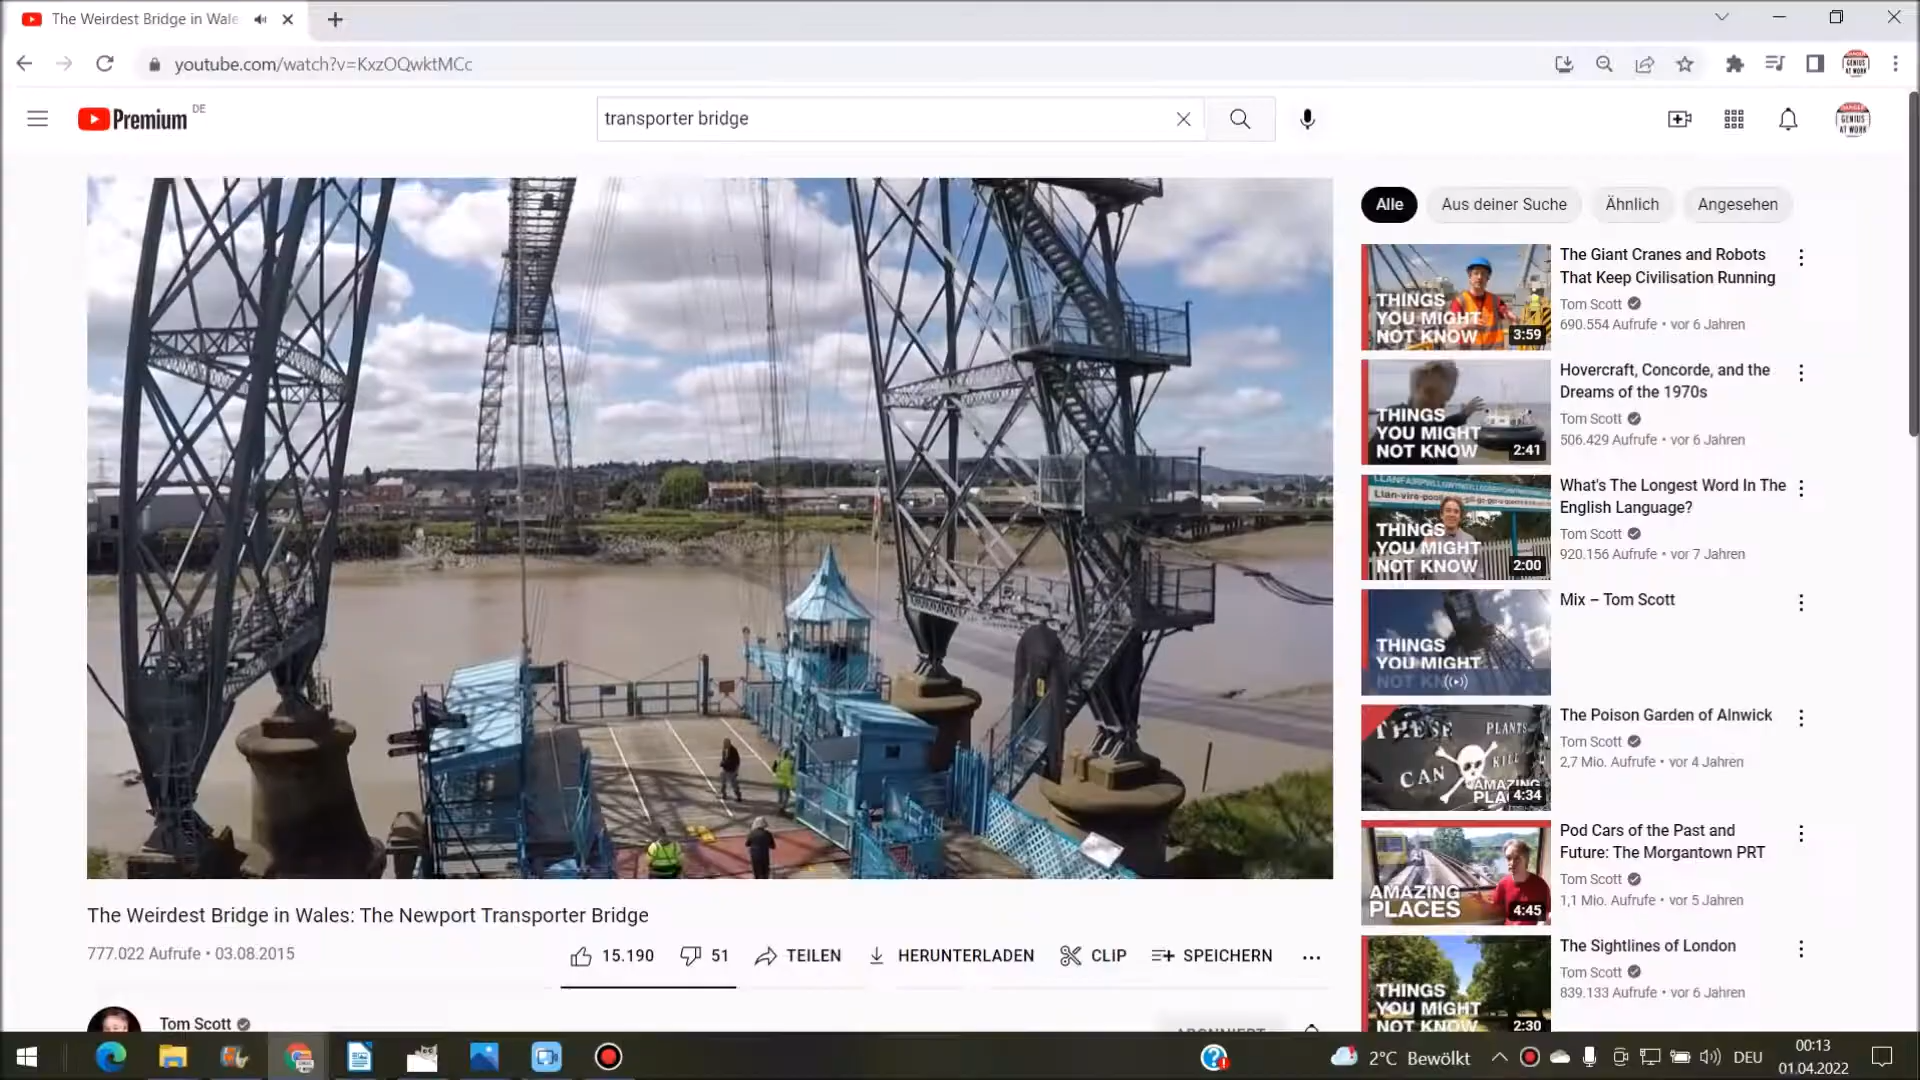 The Weirdest Bridge in Wale
youtube.com/watch?v=KxzOQwktMCc
Premium DE
transporter bridge
Alle
Aus deiner Suche
Ähnlich
Angesehen
THINGS
YOU MIGHT
NOT KNOW
3:59
The Giant Cranes and Robots
That Keep Civilisation Running
Tom Scott
690.554 Aufrufe • vor 6 Jahren
THINGS
YOU MIGHT
NOT KNOW
2:41
Hovercraft, Concorde, and the
Dreams of the 1970s
Tom Scott
506.429 Aufrufe • vor 6 Jahren
THINGS
YOU MIGHT
NOT KNOW
2:00
What's The Longest Word In The
English Language?
Tom Scott
920.156 Aufrufe • vor 7 Jahren
THINGS
YOU MIGHT
Mix – Tom Scott
THESE PLANTS
CAN KILL
4:34
The Poison Garden of Alnwick
Tom Scott
2,7 Mio. Aufrufe • vor 4 Jahren
AMAZING
PLACES
4:45
Pod Cars of the Past and
Future: The Morgantown PRT
Tom Scott
1,1 Mio. Aufrufe • vor 5 Jahren
THINGS
YOU MIGHT
NOT KNOW
2:30
The Sightlines of London
Tom Scott
839.133 Aufrufe • vor 6 Jahren
The Weirdest Bridge in Wales: The Newport Transporter Bridge
777.022 Aufrufe • 03.08.2015
15.190
51
TEILEN
HERUNTERLADEN
CLIP
SPEICHERN
Tom Scott
2°C Bewölkt
DEU
00:13
01.04.2022